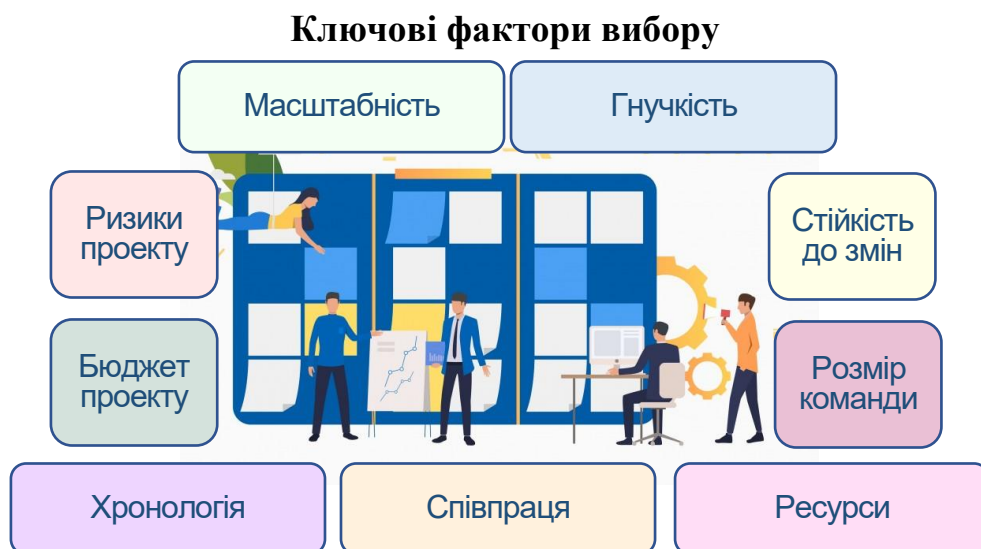 Ключові фактори вибору
Масштабність
Гнучкість
Ризики
проекту
Стійкість
до змін
Бюджет
проекту
Розмір
команди
Хронологія
Співпраця
Ресурси